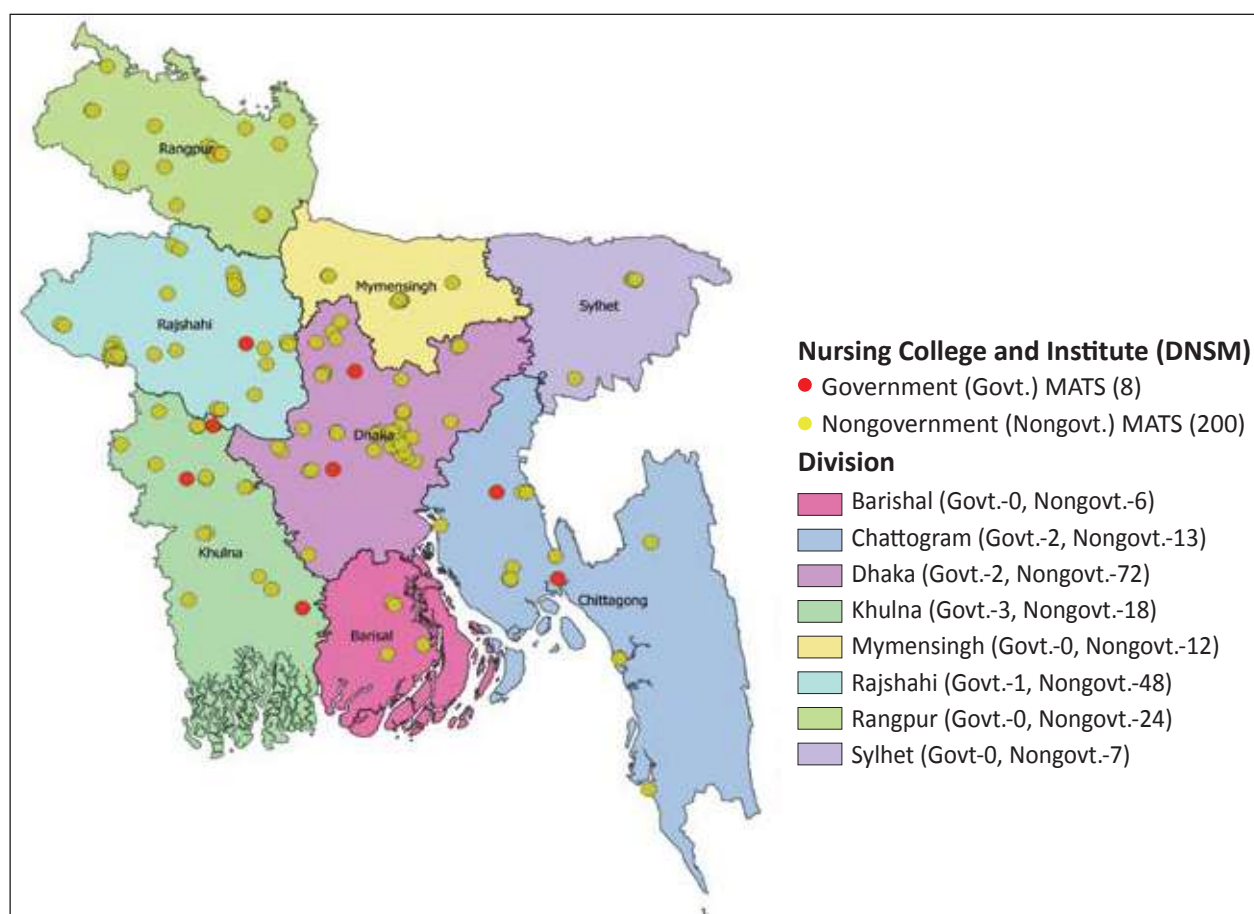 Rangpur
Rajshahi
Mymensingh
Sylhet
Dhaka
Khulna
Barisal
Chittagong
Nursing College and Institute (DNSM)
Government (Govt.) MATS (8)
Nongovernment (Nongovt.) MATS (200)
Division
Barishal (Govt.-0, Nongovt.-6)
Chattogram (Govt.-2, Nongovt.-13)
Dhaka (Govt.-2, Nongovt.-72)
Khulna (Govt.-3, Nongovt.-18)
Mymensingh (Govt.-0, Nongovt.-12)
Rajshahi (Govt.-1, Nongovt.-48)
Rangpur (Govt.-0, Nongovt.-24)
Sylhet (Govt-0, Nongovt.-7)